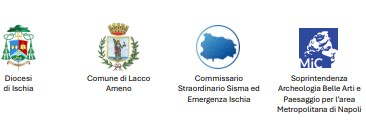 MiC
Diocesi
di Ischia
Comune di Lacco
Ameno
Commissario
Straordinario Sisma ed
Emergenza Ischia
Soprintendenza
Archeologia Belle Arti e
Paesaggio per l'area
Metropolitana di Napoli